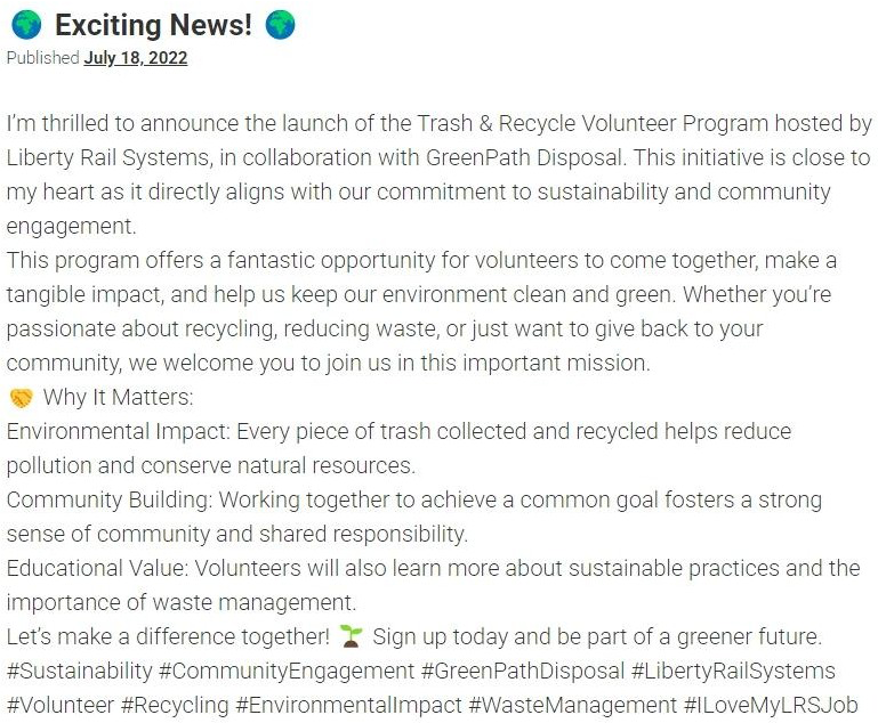 🌍 Exciting News! 🌍
Published July 18, 2022
I’m thrilled to announce the launch of the Trash & Recycle Volunteer Program hosted by
Liberty Rail Systems, in collaboration with GreenPath Disposal. This initiative is close to
my heart as it directly aligns with our commitment to sustainability and community
engagement.
This program offers a fantastic opportunity for volunteers to come together, make a
tangible impact, and help us keep our environment clean and green. Whether you’re
passionate about recycling, reducing waste, or just want to give back to your
community, we welcome you to join us in this important mission.
🤝 Why It Matters:
Environmental Impact: Every piece of trash collected and recycled helps reduce
pollution and conserve natural resources.
Community Building: Working together to achieve a common goal fosters a strong
sense of community and shared responsibility.
Educational Value: Volunteers will also learn more about sustainable practices and the
importance of waste management.
Let’s make a difference together! 🌱 Sign up today and be part of a greener future.
#Sustainability #CommunityEngagement #GreenPathDisposal #LibertyRailSystems
#Volunteer #Recycling #EnvironmentalImpact #WasteManagement #ILoveMyLRSJob